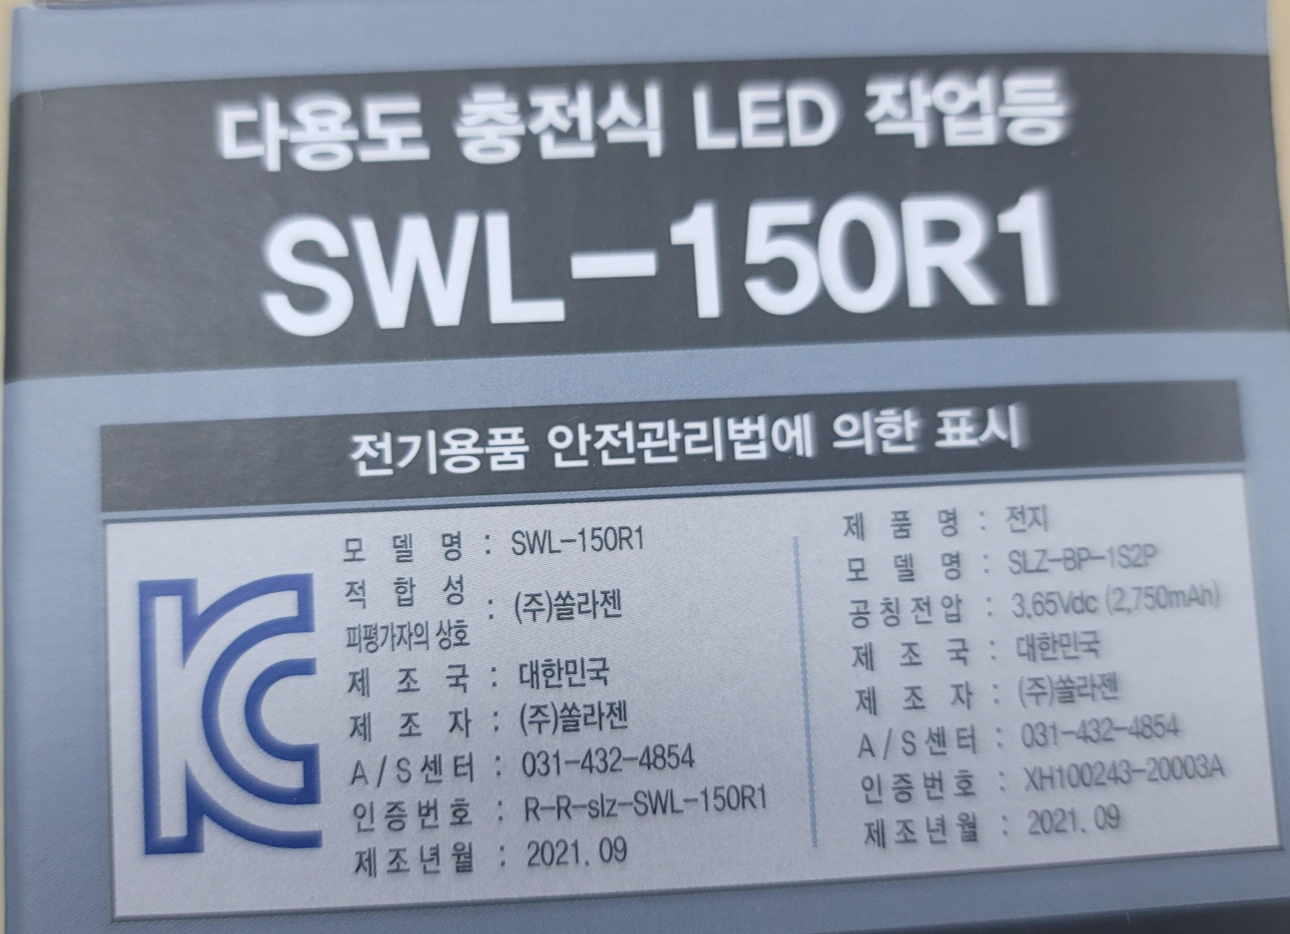 다용도 충전식 LED 작업등
SWL-150R1
전기용품 안전관리법에 의한 표시
모델명 : SWL-150R1
적합성
피평가자의 상호 : (주)쏠라젠
제조국 : 대한민국
제조자 : (주)쏠라젠
A/S센터 : 031-432-4854
인증번호 : R-R-slz-SWL-150R1
제조년월 : 2021. 09
제품명 : 전지
모델명 : SLZ-BP-1S2P
공칭전압 : 3.65Vdc (2,750mAh)
제조국 : 대한민국
제조자 : (주)쏠라젠
A/S센터 : 031-432-4854
인증번호 : XH100243-20003A
제조년월 : 2021. 09